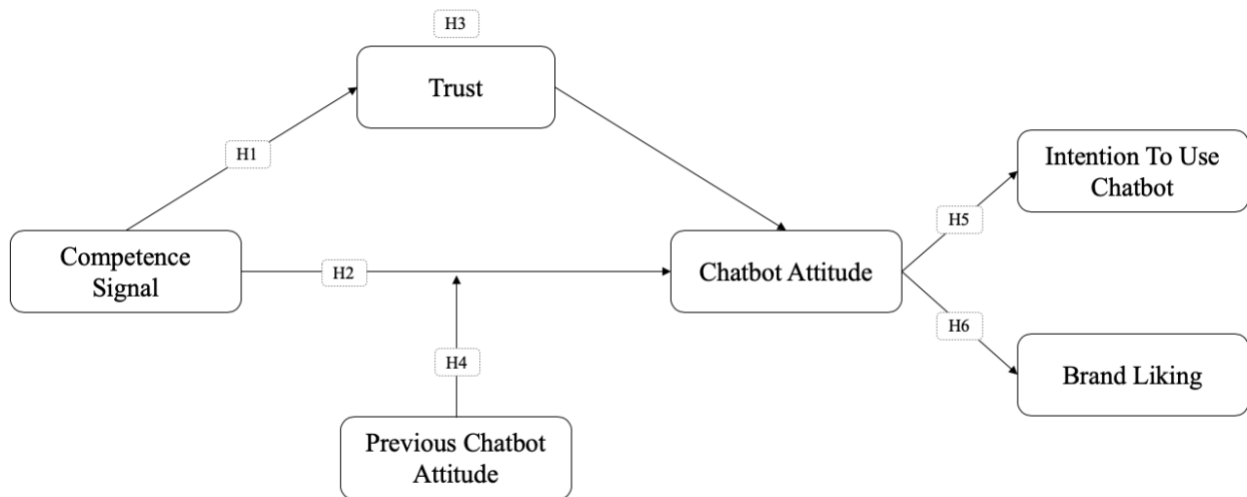 H3
Trust
H1
Intention To Use
Chatbot
H5
Competence
Signal
H2
Chatbot Attitude
H6
H4
Brand Liking
Previous Chatbot
Attitude